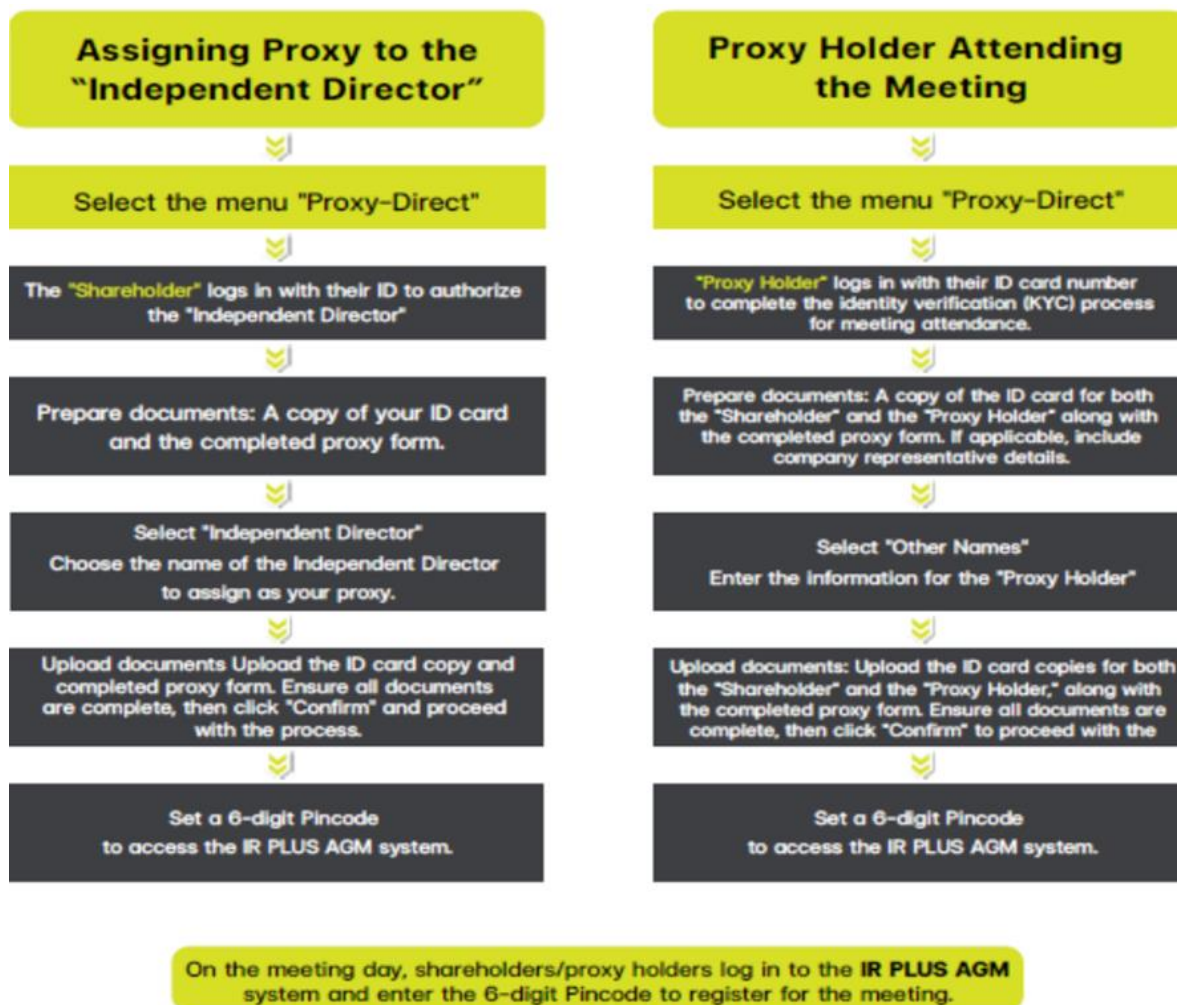 Assigning Proxy to the
"Independent Director"
Select the menu "Proxy-Direct"
The "Shareholder" logs in with their ID to authorize
the "Independent Director"
Prepare documents: A copy of your ID card
and the completed proxy form.
Select "Independent Director"
Choose the name of the Independent Director
to assign as your proxy.
Upload documents Upload the ID card copy and
completed proxy form. Ensure all documents
are complete, then click "Confirm" and proceed
with the process.
Set a 6-digit Pincode
to access the IR PLUS AGM system.
Proxy Holder Attending
the Meeting
Select the menu "Proxy-Direct"
"Proxy Holder" logs in with their ID card number
to complete the identity verification (KYC) process
for meeting attendance.
Prepare documents: A copy of the ID card for both
the "Shareholder" and the "Proxy Holder" along with
the completed proxy form. If applicable, include
company representative details.
Select "Other Names"
Enter the information for the "Proxy Holder"
Upload documents: Upload the ID card copies for both
the "Shareholder" and the "Proxy Holder," along with
the completed proxy form. Ensure all documents are
complete, then click "Confirm" to proceed with the
Set a 6-digit Pincode
to access the IR PLUS AGM system.
On the meeting day, shareholders/proxy holders log in to the IR PLUS AGM
system and enter the 6-digit Pincode to register for the meeting.